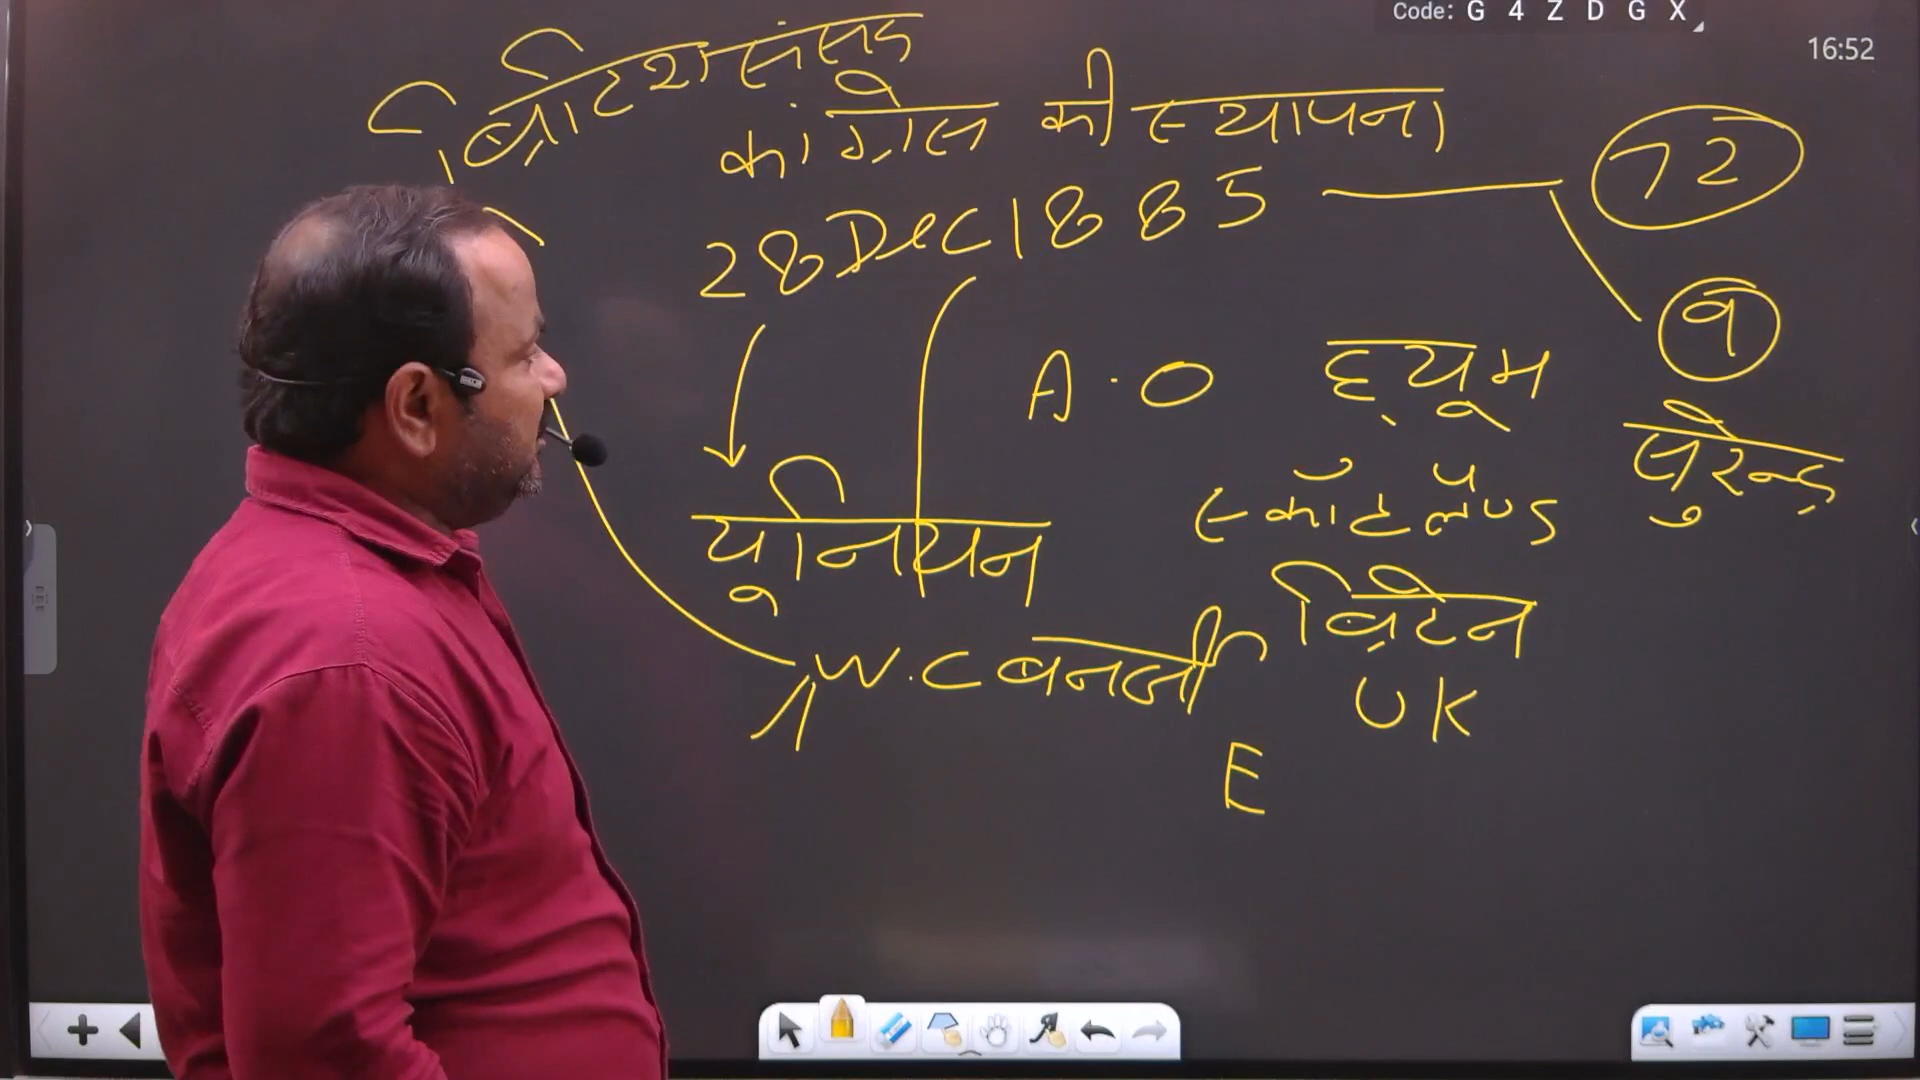 Code: G 4 Z D G X
16:52
ब्रिटिश संसद
कांग्रेस की स्थापना
28 Dec 1885
72
9
A.O ह्यूम
सुरेन्द्र
यूनियन
स्कॉटलैण्ड
ब्रिटेन
W.C बनर्जी
UK
E